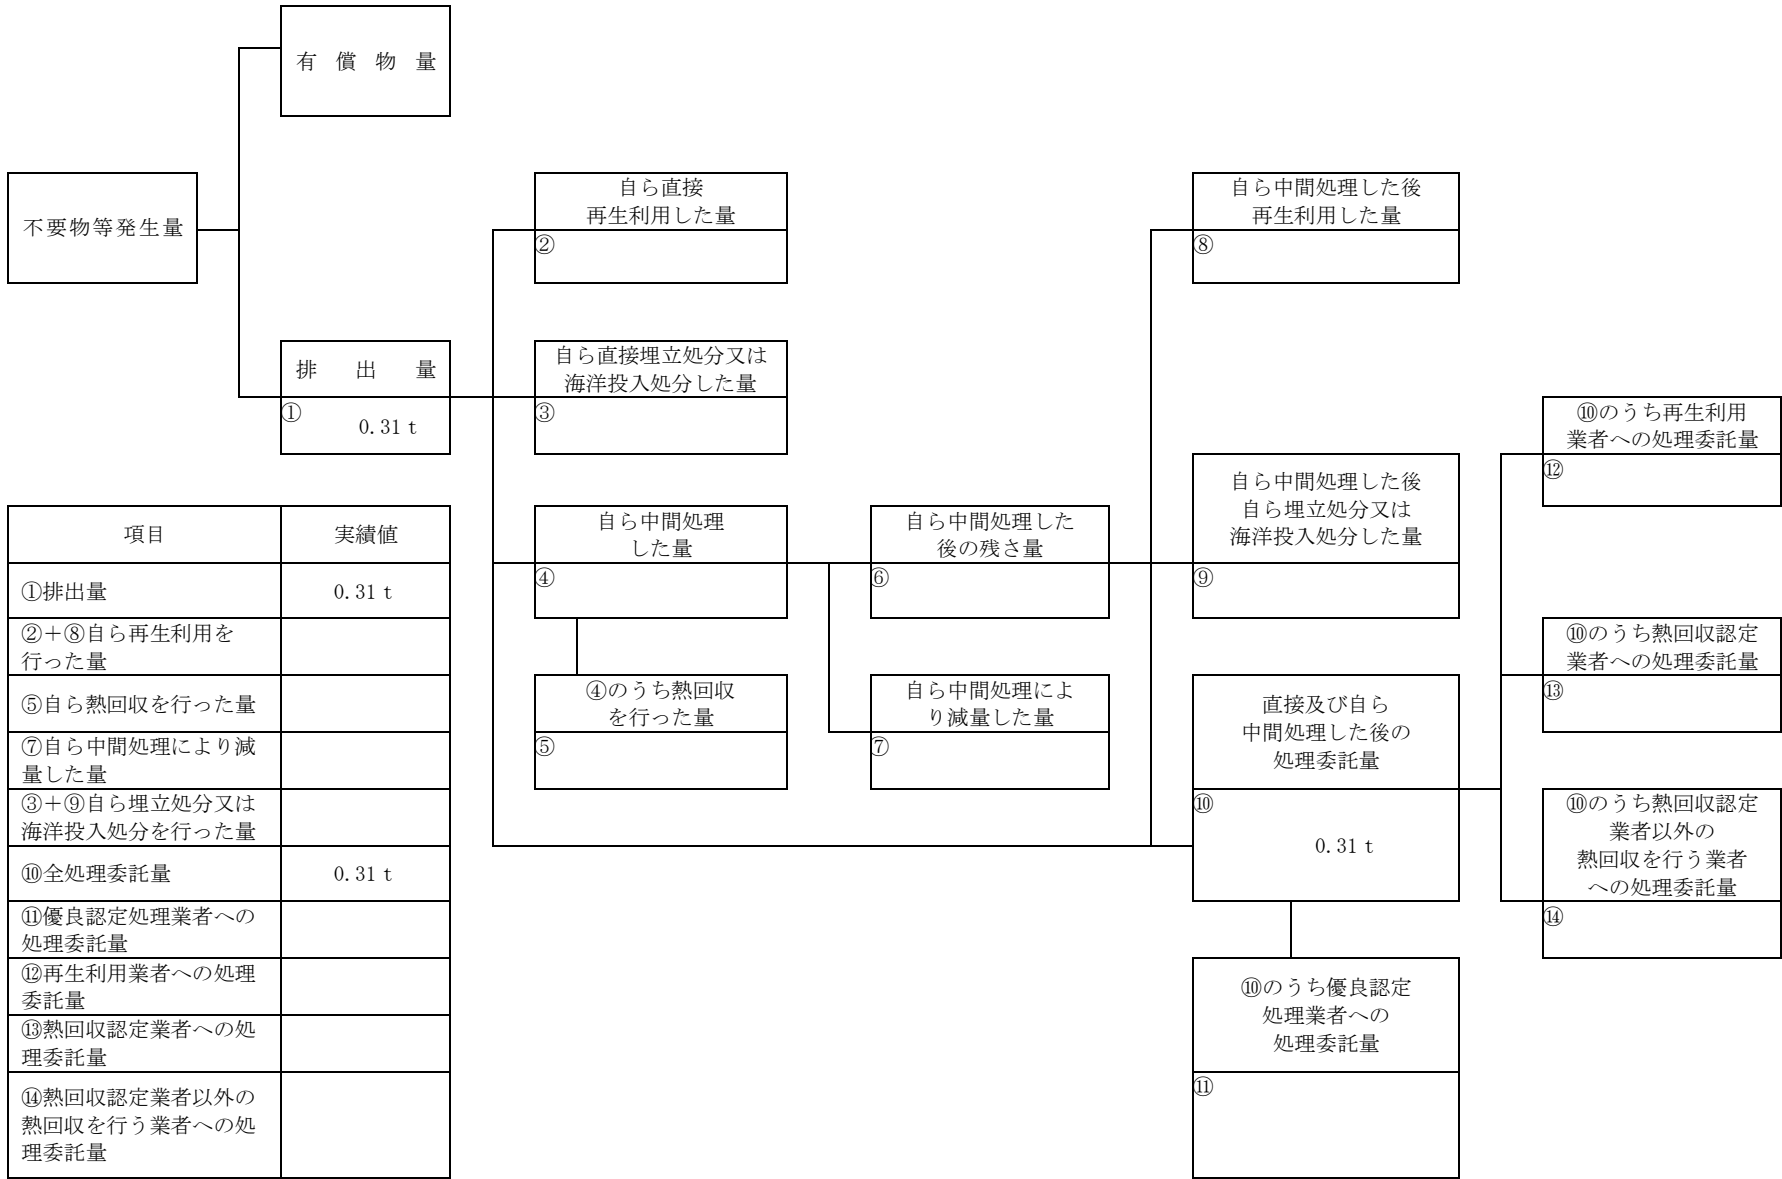 有償物量
不要物等発生量
自ら直接
再生利用した量
②
自ら中間処理した後
再生利用した量
⑧
排出量
①
0.31 t
自ら直接埋立処分又は
海洋投入処分した量
③
⑩のうち再生利用
業者への処理委託量
⑫
自ら中間処理した後
自ら埋立処分又は
海洋投入処分した量
⑨
自ら中間処理
した量
④
自ら中間処理した
後の残さ量
⑥
⑩のうち熱回収認定
業者への処理委託量
⑬
④のうち熱回収
を行った量
⑤
自ら中間処理によ
り減量した量
⑦
直接及び自ら
中間処理した後の
処理委託量
⑩
0.31 t
⑩のうち熱回収認定
業者以外の
熱回収を行う業者
への処理委託量
⑭
⑩のうち優良認定
処理業者への
処理委託量
⑪
項目
実績値
①排出量
0.31 t
②+⑧自ら再生利用を
行った量
⑤自ら熱回収を行った量
⑦自ら中間処理により減
量した量
③+⑨自ら埋立処分又は
海洋投入処分を行った量
⑩全処理委託量
0.31 t
⑪優良認定処理業者への
処理委託量
⑫再生利用業者への処理
委託量
⑬熱回収認定業者への処
理委託量
⑭熱回収認定業者以外の
熱回収を行う業者への処
理委託量